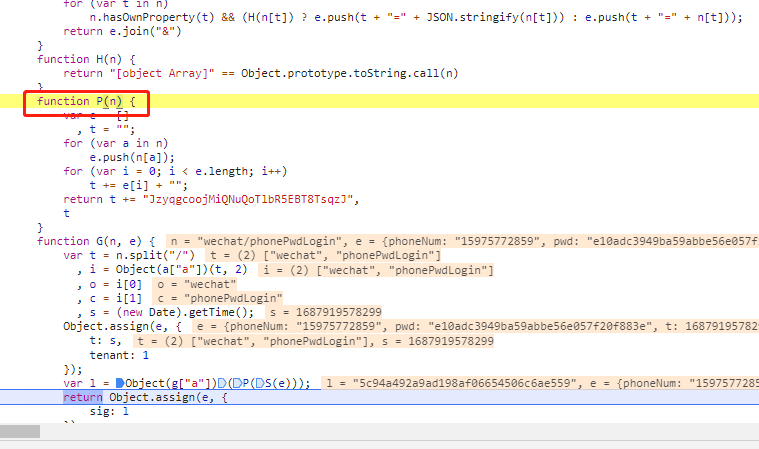 for (var t in n)
n.hasOwnProperty(t) && (H(n[t]) ? e.push(t + "=" + JSON.stringify(n[t])) : e.push(t + "=" + n[t]));
return e.join("&")
}
function H(n) {
return "[object Array]" == Object.prototype.toString.call(n)
}
function P(n) {
var e = []
, t = "";
for (var a in n)
e.push(n[a]);
for (var i = 0; i < e.length; i++)
t += e[i] + "";
return t += "JzyqgcoojMiQNuQoTlbR5EBT8TsqzJ",
t
}
function G(n, e) { n = "wechat/phonePwdLogin", e = {phoneNum: "15975772859", pwd: "e10adc3949ba59abbe56e057f
var t = n.split("/") t = (2) ["wechat", "phonePwdLogin"]
, i = Object(a["a"])(t, 2) i = (2) ["wechat", "phonePwdLogin"]
, o = i[0] o = "wechat"
, c = i[1] c = "phonePwdLogin"
, s = (new Date).getTime(); s = 1687919578299
Object.assign(e, { e = {phoneNum: "15975772859", pwd: "e10adc3949ba59abbe56e057f20f883e", t: 16879195782
t: s, t = (2) ["wechat", "phonePwdLogin"], s = 1687919578299
tenant: 1
});
var l = Object(g["a"])(P(S(e))); l = "5c94a492a9ad198af06654506c6ae559", e = {phoneNum: "1597577285
return Object.assign(e, {
sig: l